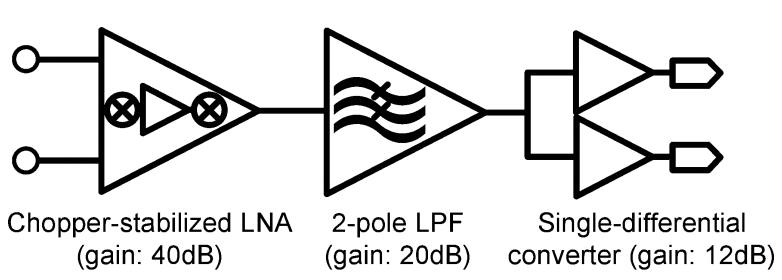 Chopper-stabilized LNA
(gain: 40dB)
2-pole LPF
(gain: 20dB)
Single-differential
converter (gain: 12dB)